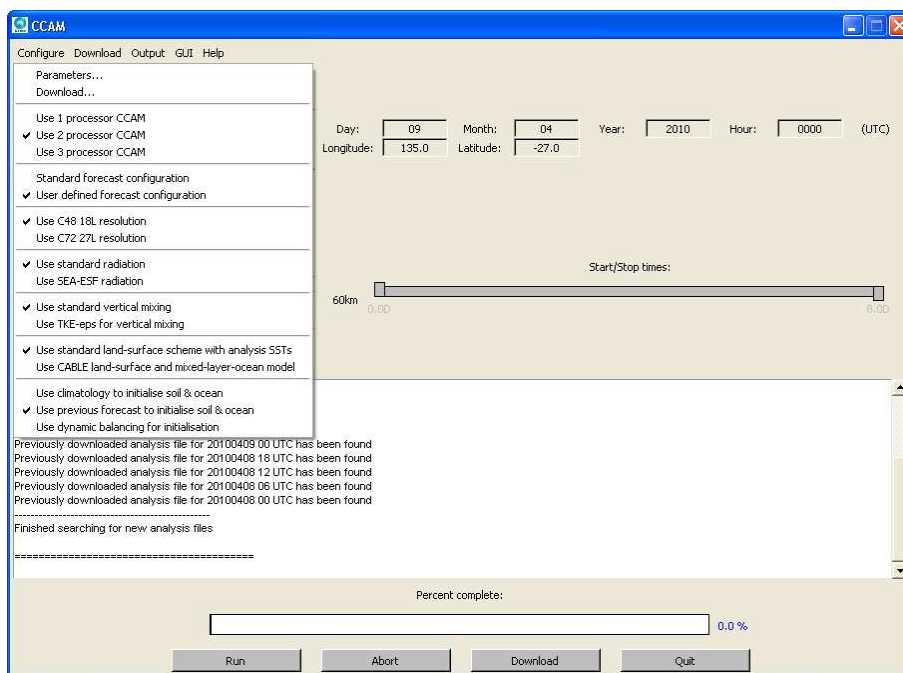 CCAM
Configure Download Output GUI Help
Parameters...
Download...
Use 1 processor CCAM
Use 2 processor CCAM
Use 3 processor CCAM
Standard forecast configuration
User defined forecast configuration
Use C48 18L resolution
Use C72 27L resolution
Use standard radiation
Use SEA-ESF radiation
Use standard vertical mixing
Use TKE-eps for vertical mixing
Use standard land-surface scheme with analysis SSTs
Use CABLE land-surface and mixed-layer-ocean model
Use climatology to initialise soil & ocean
Use previous forecast to initialise soil & ocean
Use dynamic balancing for initialisation
Day: 09 Month: 04 Year: 2010 Hour: 0000 (UTC)
Longitude: 135.0 Latitude: -27.0
Start/Stop times:
60km
0.0D 8.0D
Previously downloaded analysis file for 20100409 00 UTC has been found
Previously downloaded analysis file for 20100408 18 UTC has been found
Previously downloaded analysis file for 20100408 12 UTC has been found
Previously downloaded analysis file for 20100408 06 UTC has been found
Previously downloaded analysis file for 20100408 00 UTC has been found
Finished searching for new analysis files
Percent complete:
0.0 %
Run Abort Download Quit